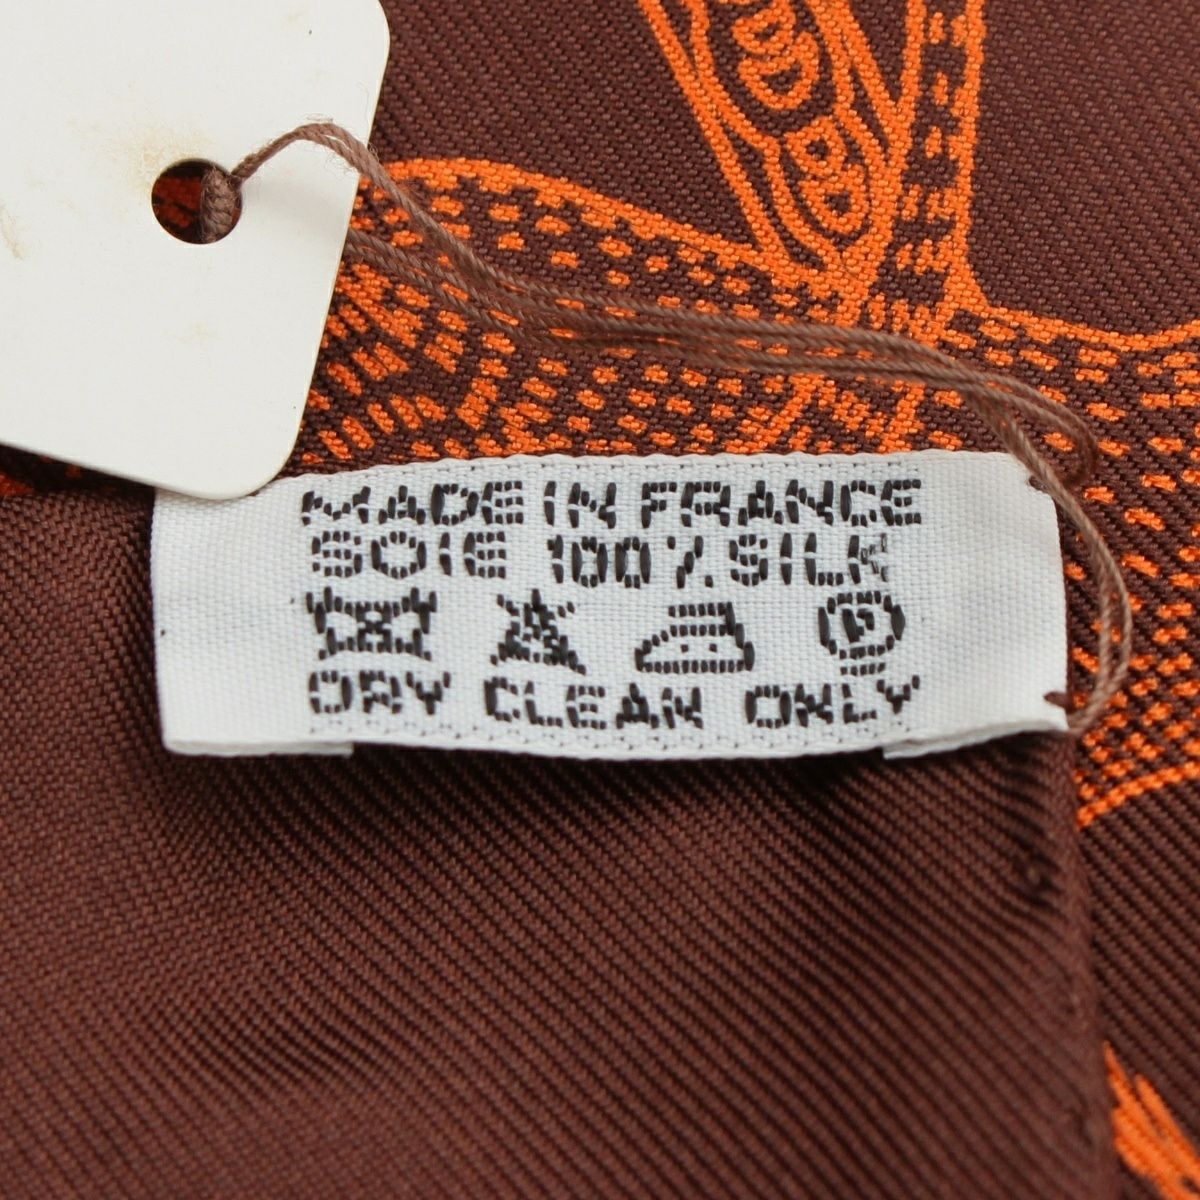 MADE IN FRANCE
SOIE 100% SILK
P
DRY CLEAN ONLY